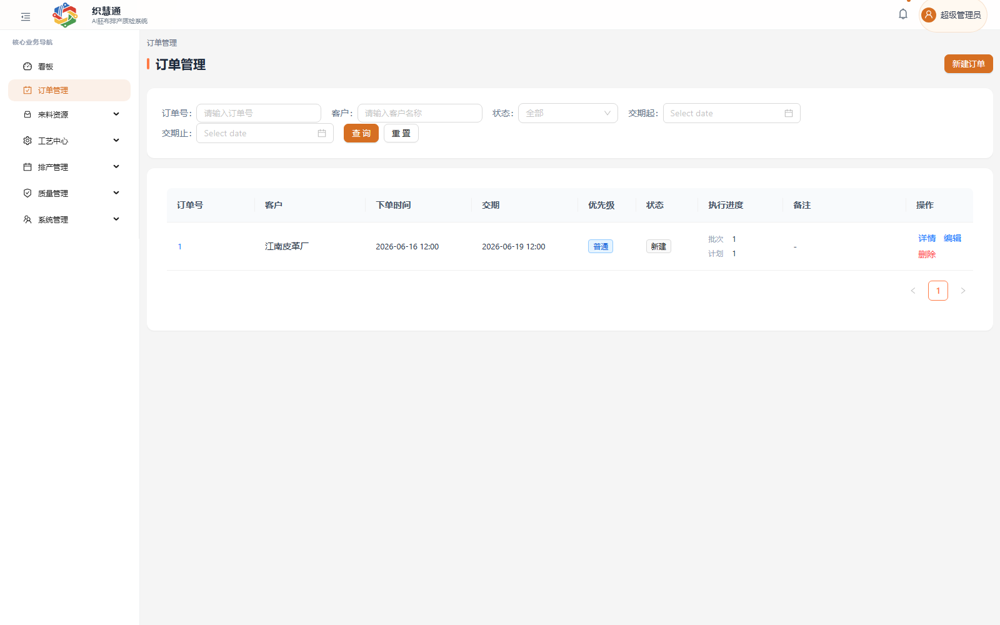 织慧通
AI胚布排产质检系统
超级管理员
核心业务导航
看板
订单管理
来料资源
工艺中心
排产管理
质量管理
系统管理
订单管理
订单管理
新建订单
订单号： 请输入订单号 客户： 请输入客户名称 状态： 全部 交期起： Select date
交期止： Select date 查 询 重 置
订单号 客户 下单时间 交期 优先级 状态 执行进度 备注 操作
1 江南皮革厂 2026-06-16 12:00 2026-06-19 12:00 普通 新建 批次 1 - 详情 编辑
计划 1 删除
1